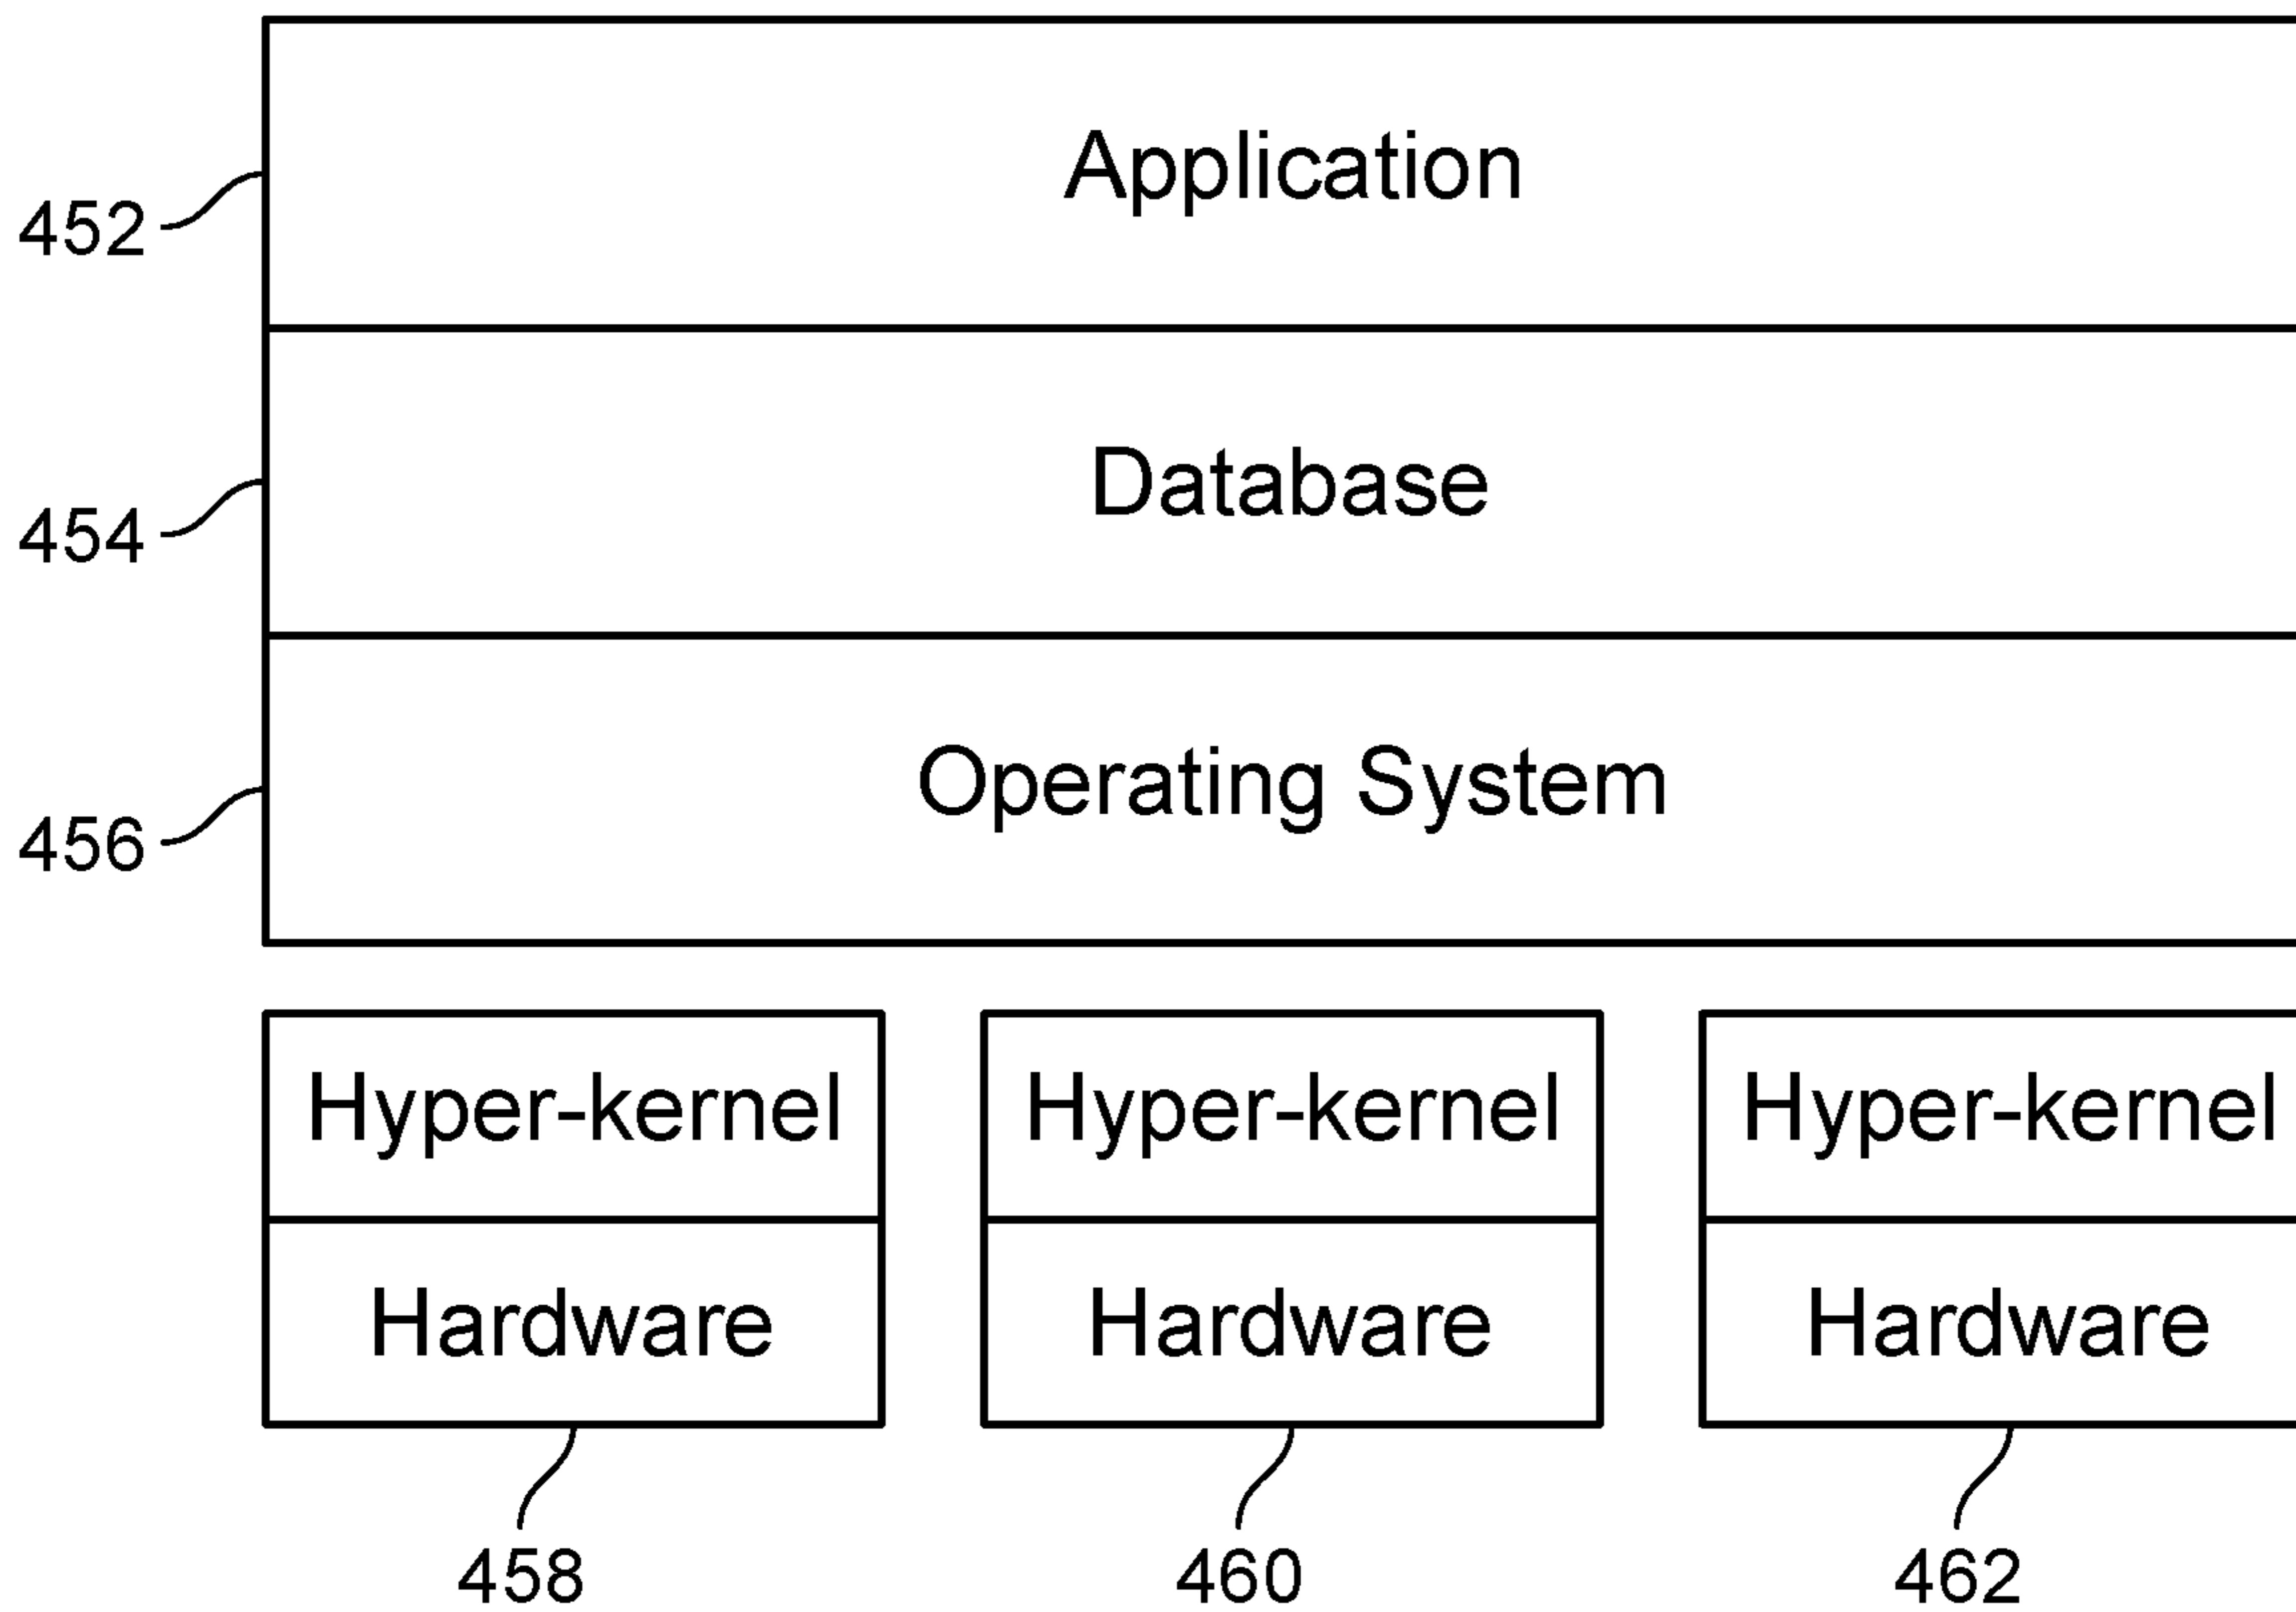 Application
452
Database
454
Operating System
456
Hyper-kernel Hyper-kernel Hyper-kernel
Hardware Hardware Hardware
458 460 462